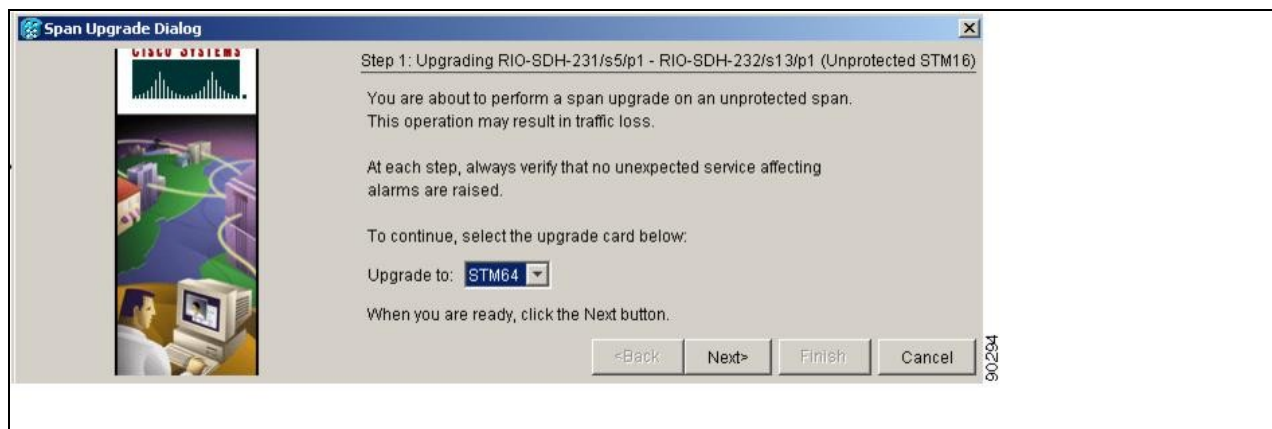 Span Upgrade Dialog
CISCO SYSTEMS
Step 1: Upgrading RIO-SDH-231/s5/p1 - RIO-SDH-232/s13/p1 (Unprotected STM16)
You are about to perform a span upgrade on an unprotected span.
This operation may result in traffic loss.
At each step, always verify that no unexpected service affecting
alarms are raised.
To continue, select the upgrade card below:
Upgrade to: STM64
When you are ready, click the Next button.
<Back Next> Finish Cancel
90294